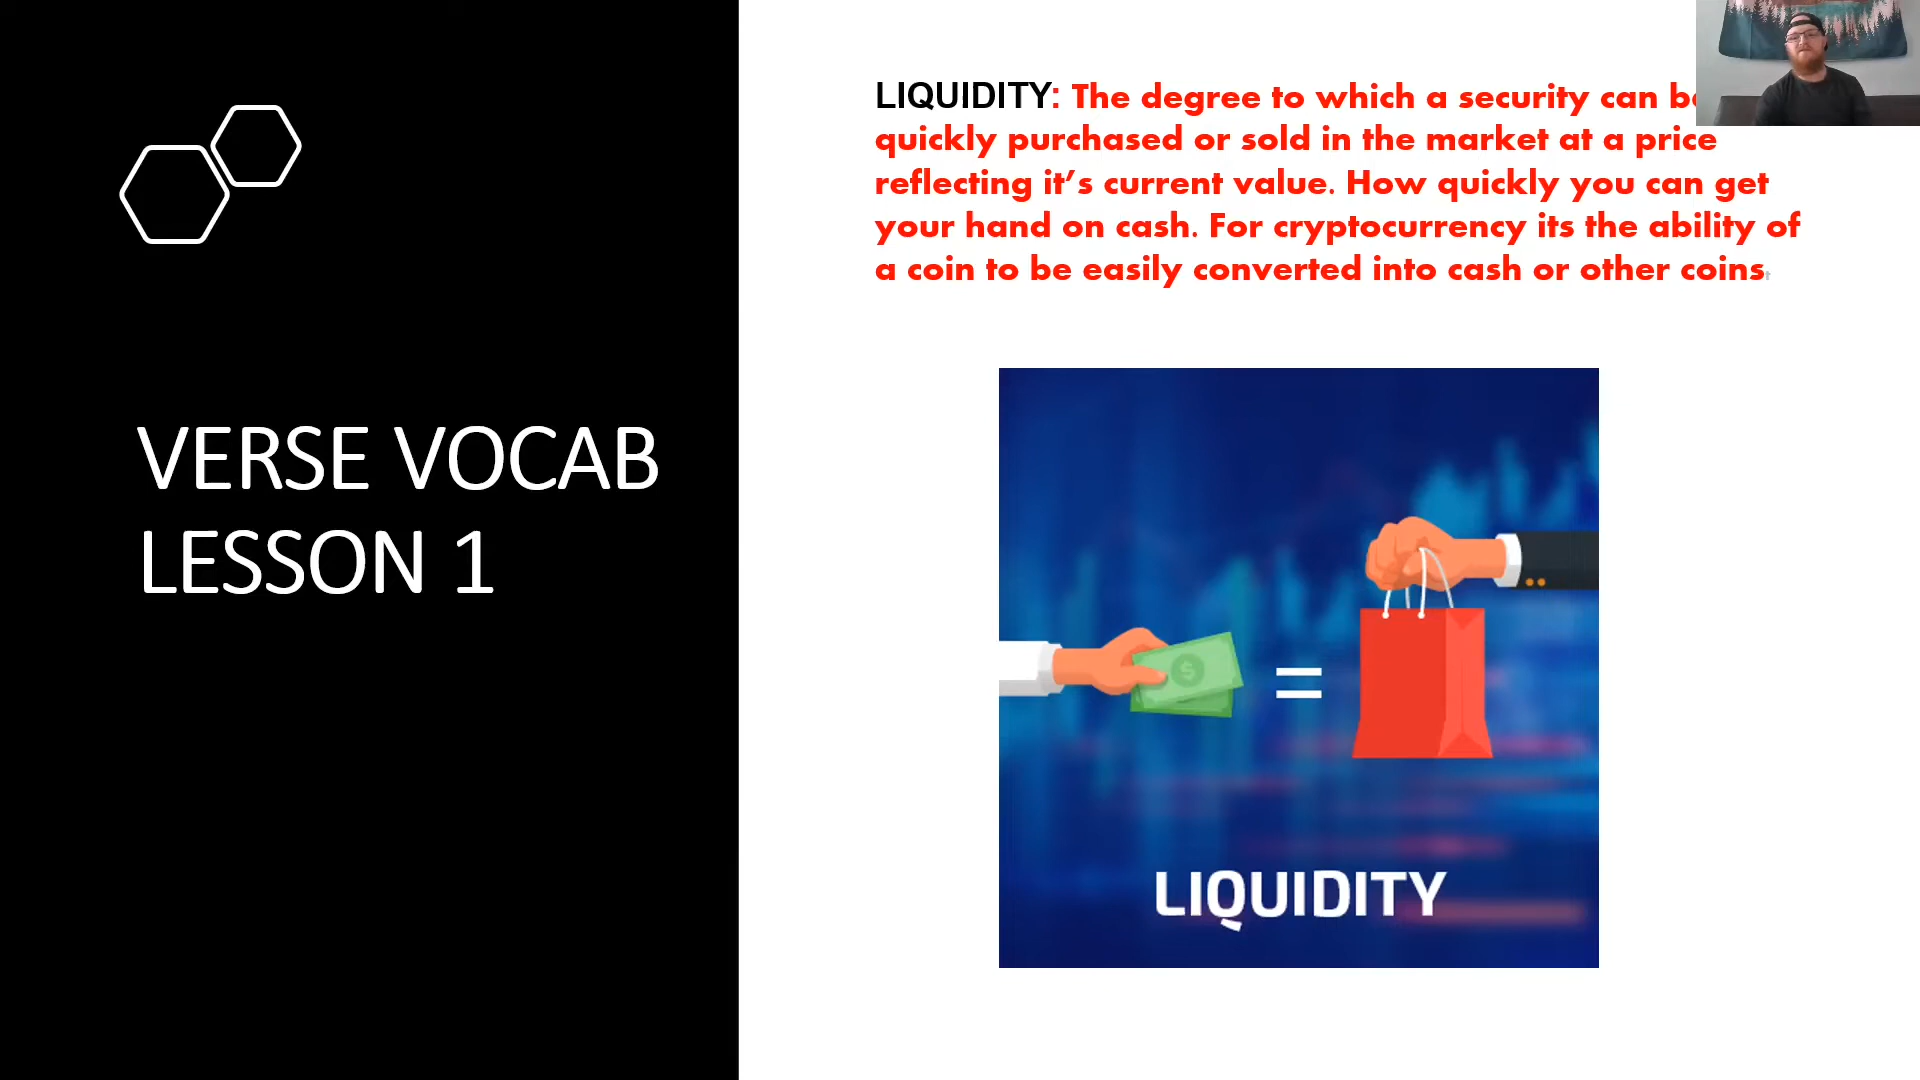 VERSE VOCAB
LESSON 1
LIQUIDITY: The degree to which a security can be
quickly purchased or sold in the market at a price
reflecting it’s current value. How quickly you can get
your hand on cash. For cryptocurrency its the ability of
a coin to be easily converted into cash or other coins
$
=
LIQUIDITY